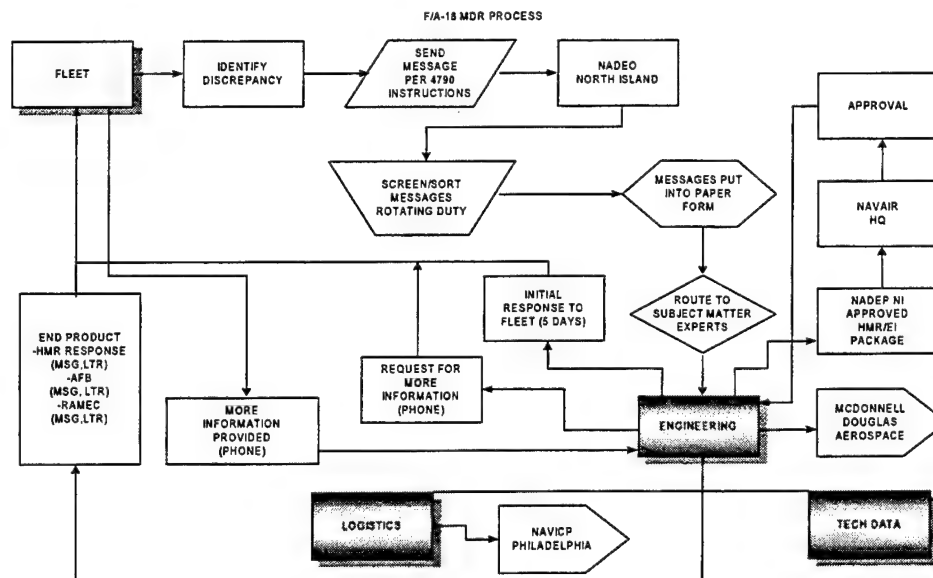 F/A-18 MDR PROCESS
FLEET
IDENTIFY
DISCREPANCY
SEND
MESSAGE
PER 4790
INSTRUCTIONS
NADEO
NORTH ISLAND
APPROVAL
SCREEN/SORT
MESSAGES
ROTATING DUTY
MESSAGES PUT
INTO PAPER
FORM
NAVAIR
HQ
END PRODUCT
-HMR RESPONSE
(MSG,LTR)
-AFB
(MSG, LTR)
-RAMEC
(MSG,LTR)
INITIAL
RESPONSE TO
FLEET (5 DAYS)
ROUTE TO
SUBJECT MATTER
EXPERTS
NADEP NI
APPROVED
HMR/EI
PACKAGE
REQUEST FOR
MORE
INFORMATION
(PHONE)
MORE
INFORMATION
PROVIDED
(PHONE)
ENGINEERING
MCDONNELL
DOUGLAS
AEROSPACE
LOGISTICS
NAVICP
PHILADELPHIA
TECH DATA